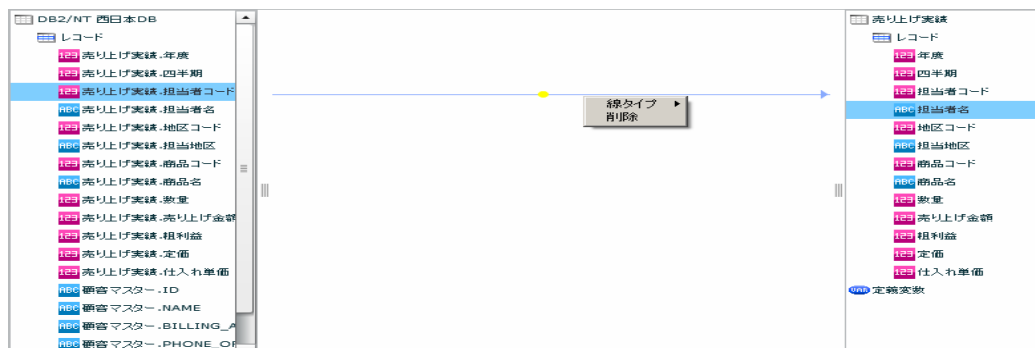 DB2/NT 西日本DB
レコード
123 売り上げ実績.年度
123 売り上げ実績.四半期
123 売り上げ実績.担当者コード
ABC 売り上げ実績.担当者名
123 売り上げ実績.地区コード
ABC 売り上げ実績.担当地区
123 売り上げ実績.商品コード
ABC 売り上げ実績.商品名
123 売り上げ実績.数量
123 売り上げ実績.売り上げ金額
123 売り上げ実績.粗利益
123 売り上げ実績.定価
123 売り上げ実績.仕入れ単価
ABC 顧客マスター.ID
ABC 顧客マスター.NAME
ABC 顧客マスター.BILLING_A
ABC 顧客マスター.PHONE_OF
線タイプ
削除
売り上げ実績
レコード
123 年度
123 四半期
123 担当者コード
ABC 担当者名
123 地区コード
ABC 担当地区
123 商品コード
ABC 商品名
123 数量
123 売り上げ金額
123 粗利益
123 定価
123 仕入れ単価
VAR 定義変数